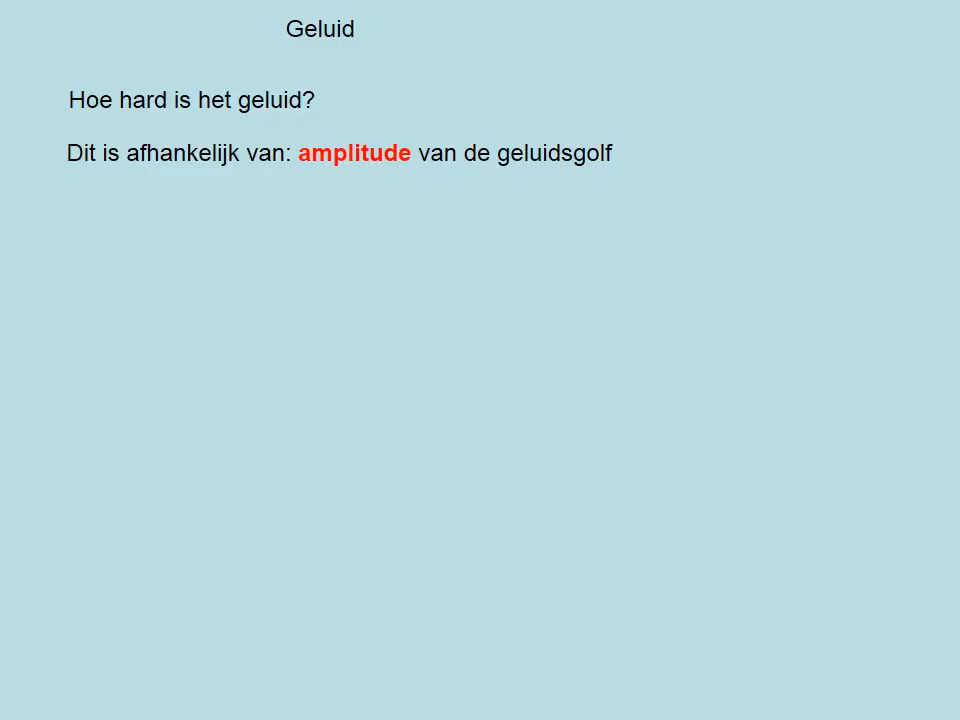 Geluid
Hoe hard is het geluid?
Dit is afhankelijk van: amplitude van de geluidsgolf